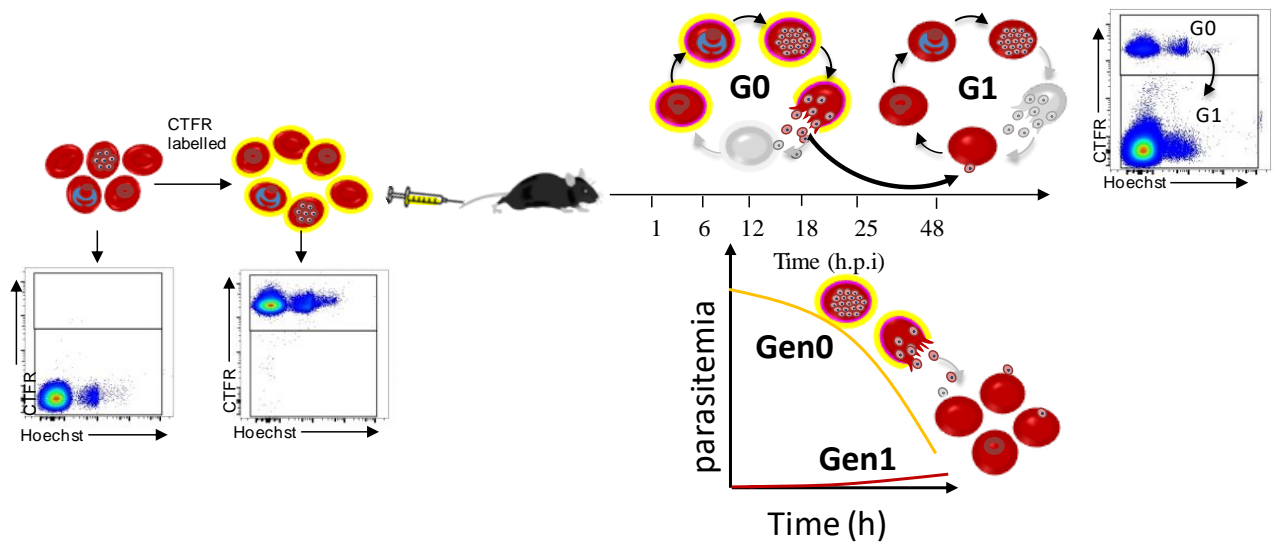 CTFR
labelled
CTFR
Hoechst
CTFR
Hoechst
G0
G1
1 6 12 18 25 48
Time (h.p.i)
CTFR
G0
G1
Hoechst
parasitemia
Gen0
Gen1
Time (h)